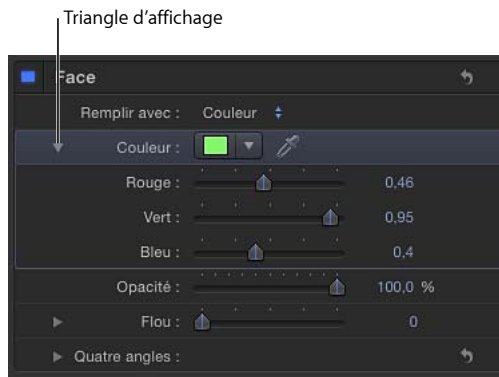 Triangle d’affichage
Face
Remplir avec : Couleur
Couleur :
Rouge : 0,46
Vert : 0,95
Bleu : 0,4
Opacité : 100,0 %
Flou : 0
Quatre angles :